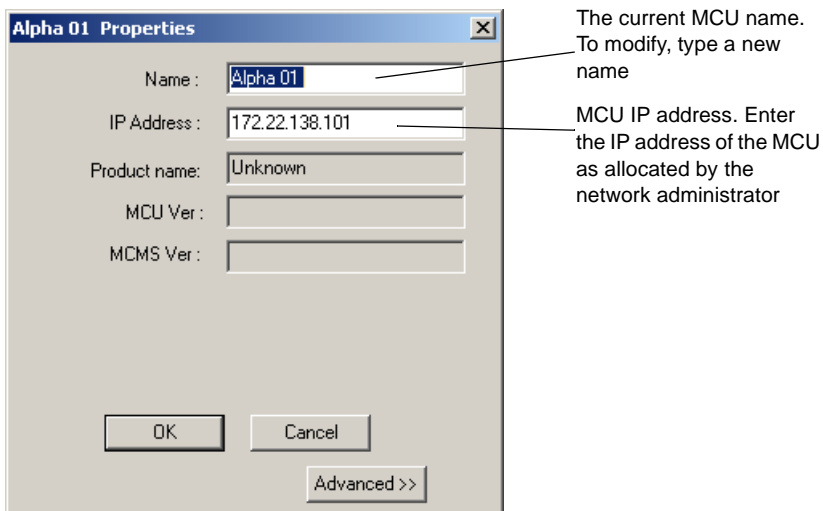 Alpha 01 Properties
Name :
Alpha 01
IP Address :
172.22.138.101
Product name:
Unknown
MCU Ver :
MCMS Ver :
OK
Cancel
Advanced >>
The current MCU name.
To modify, type a new
name
MCU IP address. Enter
the IP address of the MCU
as allocated by the
network administrator